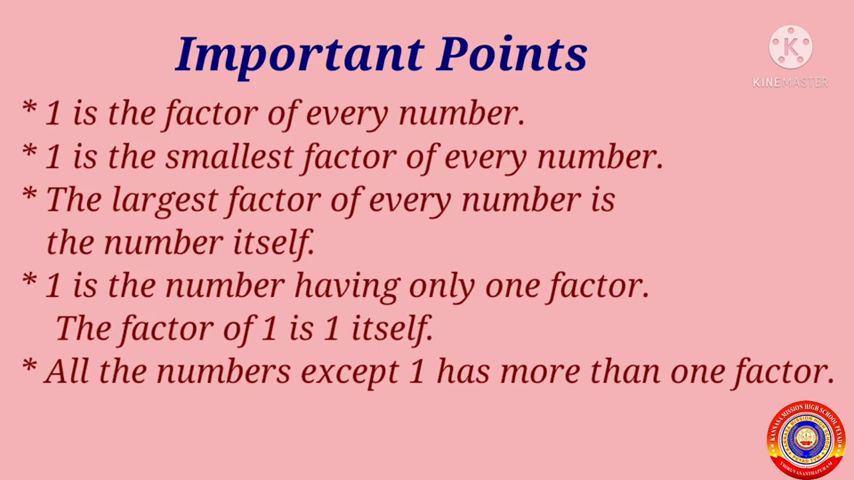 Important Points
KINEMASTER
* 1 is the factor of every number.
* 1 is the smallest factor of every number.
* The largest factor of every number is
the number itself.
* 1 is the number having only one factor.
The factor of 1 is 1 itself.
* All the numbers except 1 has more than one factor.